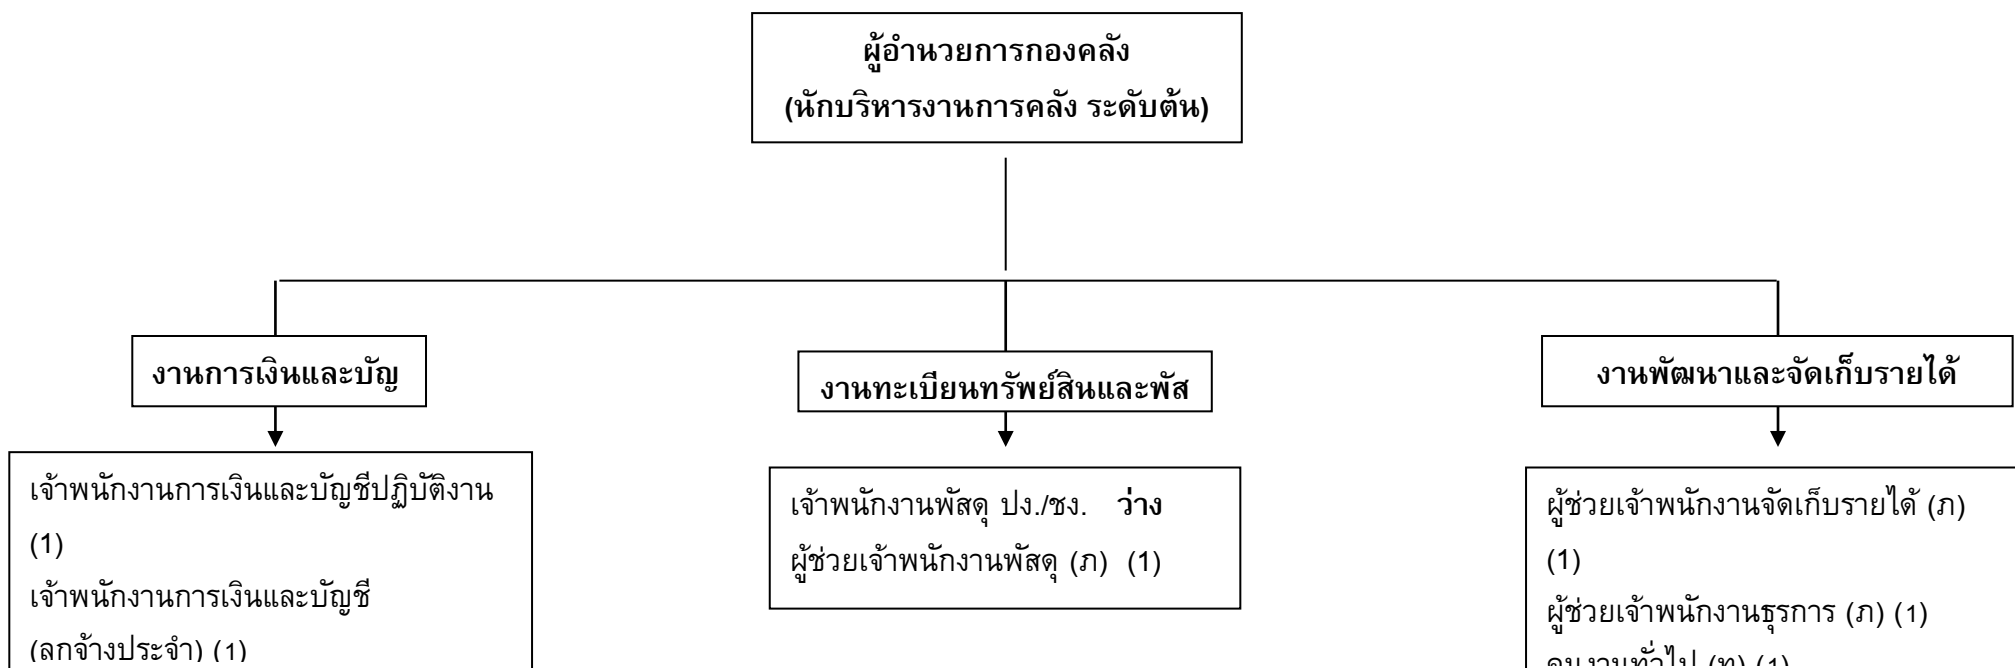 ผู้อำนวยการกองคลัง
(นักบริหารงานการคลัง ระดับต้น)
งานการเงินและบัญ
งานทะเบียนทรัพย์สินและพัส
งานพัฒนาและจัดเก็บรายได้
เจ้าพนักงานการเงินและบัญชีปฏิบัติงาน
(1)
เจ้าพนักงานการเงินและบัญชี
(ลกจ้างประจำ) (1)
เจ้าพนักงานพัสดุ ปง./ชง. ว่าง
ผู้ช่วยเจ้าพนักงานพัสดุ (ภ) (1)
ผู้ช่วยเจ้าพนักงานจัดเก็บรายได้ (ภ)
(1)
ผู้ช่วยเจ้าพนักงานธุรการ (ภ) (1)
คนงานทั่วไป (ท) (1)